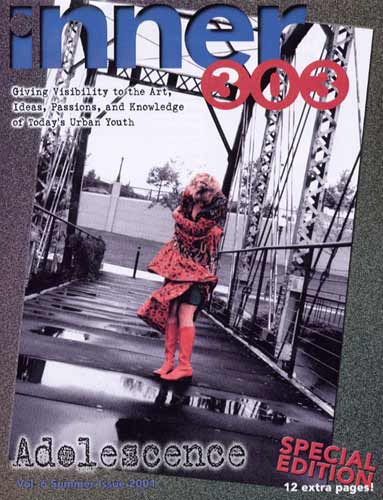 inner
303
Giving Visibility to the Art,
Ideas, Passions, and Knowledge
of Today's Urban Youth
Adolescence
Vol. 6 Summer Issue 2001
SPECIAL
EDITION
12 extra pages!